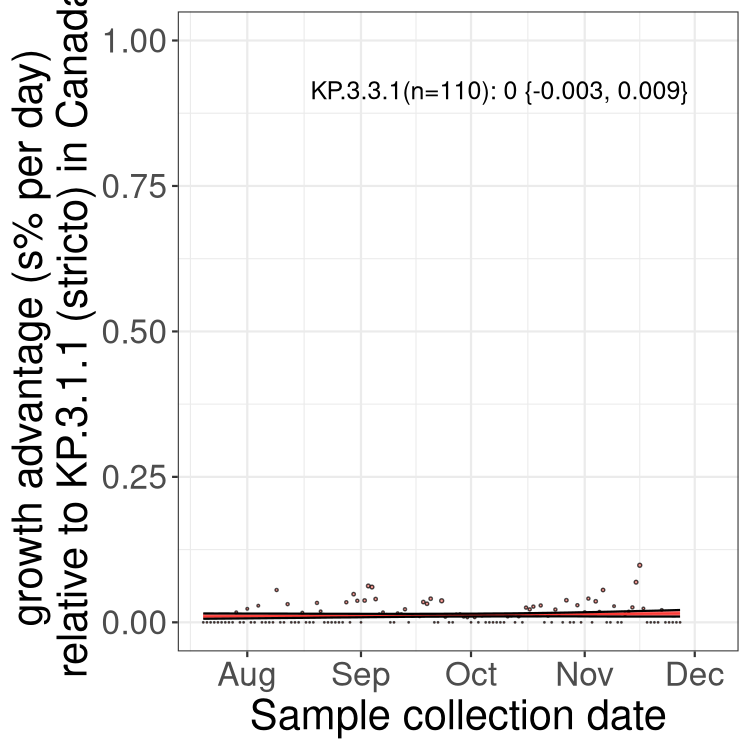 growth advantage (s% per day)
relative to KP.3.1.1 (stricto) in Canada
1.00
0.75
0.50
0.25
0.00
KP.3.3.1(n=110): 0 {-0.003, 0.009}
Aug Sep Oct Nov Dec
Sample collection date